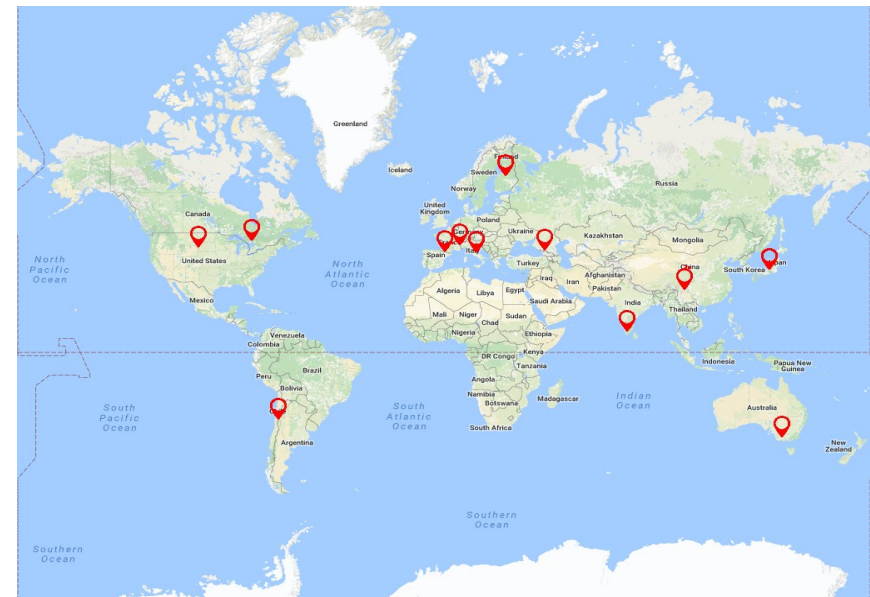 Greenland
Iceland
Sweden
Norway
Russia
Canada
United
Kingdom
Poland
Germany
Ukraine
Kazakhstan
Mongolia
Spain
United States
North
Pacific
Ocean
North
Atlantic
Ocean
Turkey
South Korea
China
Afghanistan
Iraq
Iran
Pakistan
Algeria
Libya
Egypt
Saudi Arabia
India
Mexico
Mali
Niger
Chad
Sudan
Thailand
Nigeria
Ethiopia
Venezuela
Colombia
Kenya
DR Congo
Tanzania
Indonesia
Papua New
Guinea
Peru
Brazil
Bolivia
Angola
Namibia
Botswana
Madagascar
Indian
Ocean
South
Pacific
Ocean
South
Atlantic
Ocean
Australia
South Africa
Argentina
New
Zealand
Southern
Ocean
Southern
Ocean